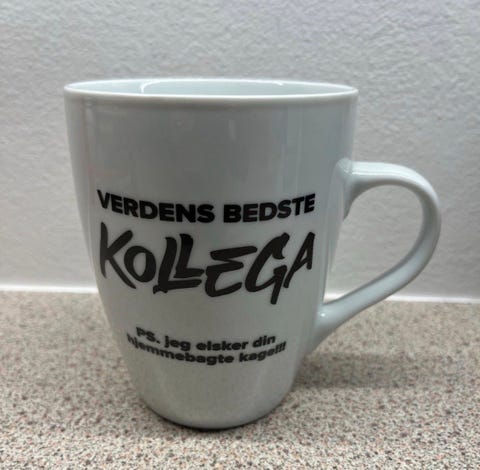 VERDENS BEDSTE
KOLLEGA
PS. jeg elsker din
hjemmebagte kage!!!